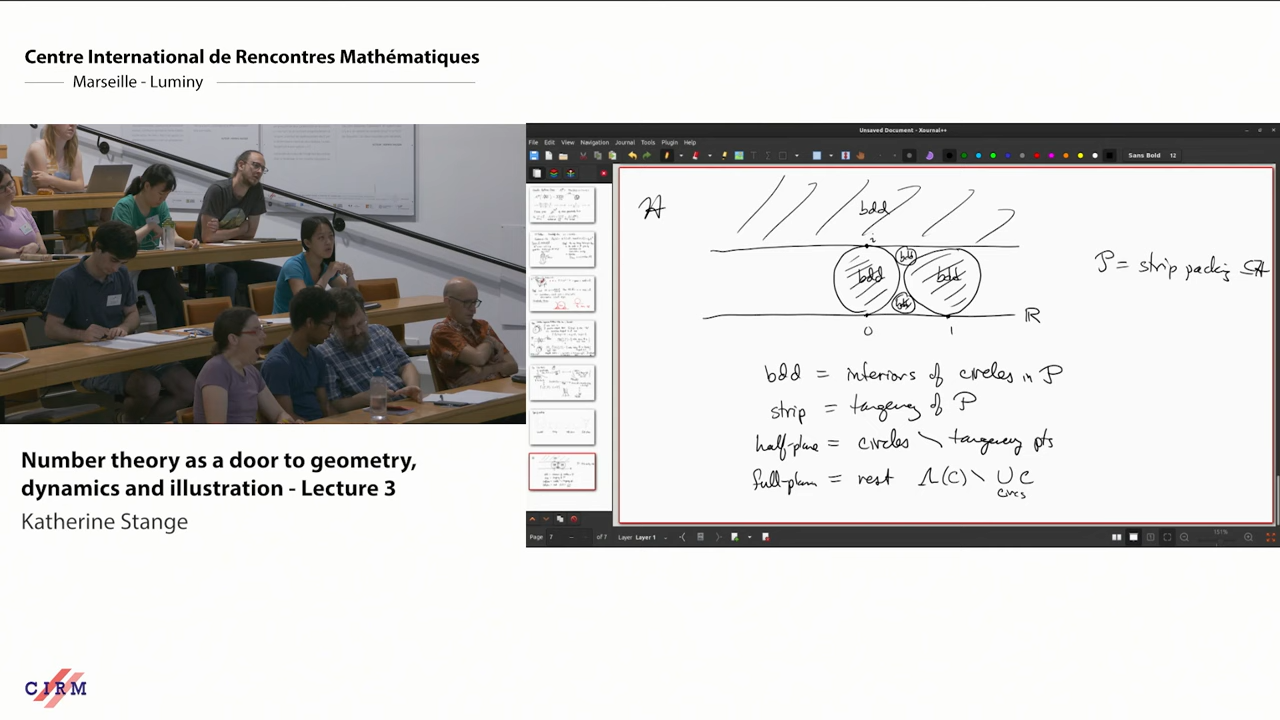 Centre International de Rencontres Mathématiques
Marseille - Luminy
Unsaved Document - Xournal++
File Edit View Navigation Journal Tools Plugin Help
Sans Bold 12
bdd
i
bdd bdd bdd
bdd
0 1
ℝ
P = strip packing ⊆
bdd = interiors of circles in P
strip = tangency of P
half-plane = circles \ tangency pts
full-plane = rest Λ(C) \ ∪ C
circs
Page 7 of 7 Layer Layer 1
151%
Number theory as a door to geometry,
dynamics and illustration - Lecture 3
Katherine Stange
CIRM